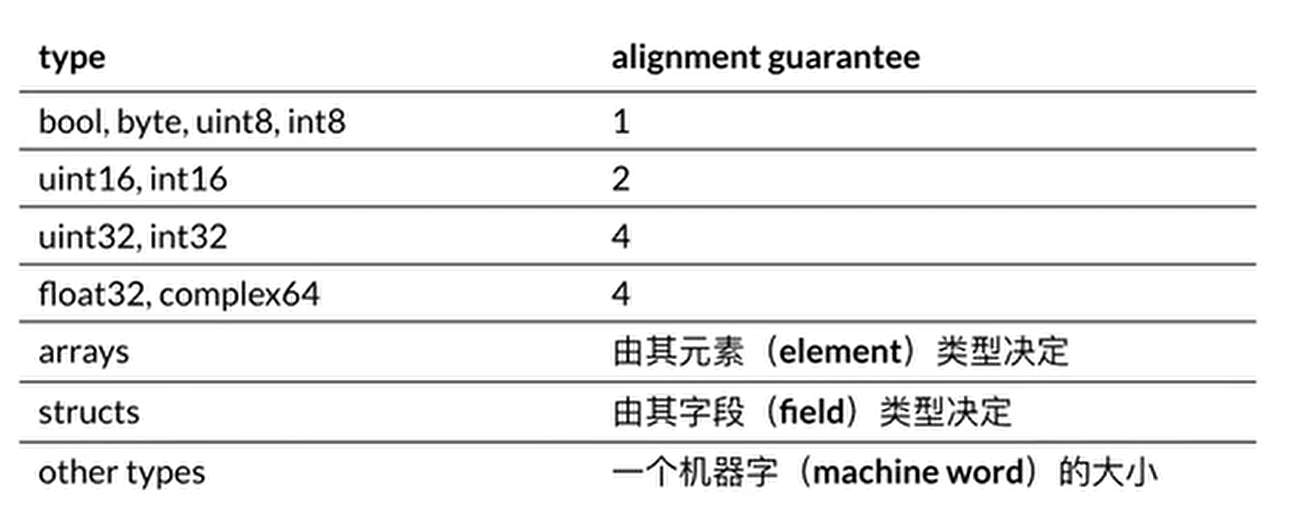 type alignment guarantee
bool, byte, uint8, int8 1
uint16, int16 2
uint32, int32 4
float32, complex64 4
arrays 由其元素（element）类型决定
structs 由其字段（field）类型决定
other types 一个机器字（machine word）的大小